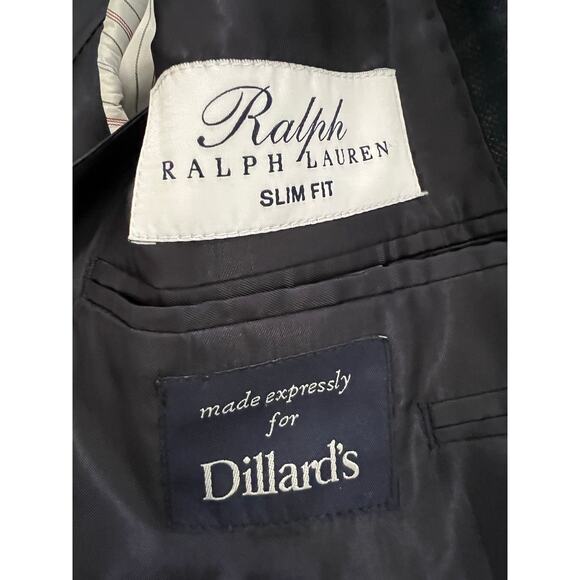 Ralph
RALPH LAUREN
SLIM FIT
made expressly
for
Dillard's